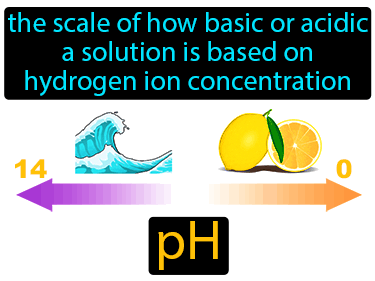 the scale of how basic or acidic
a solution is based on
hydrogen ion concentration
14
0
pH